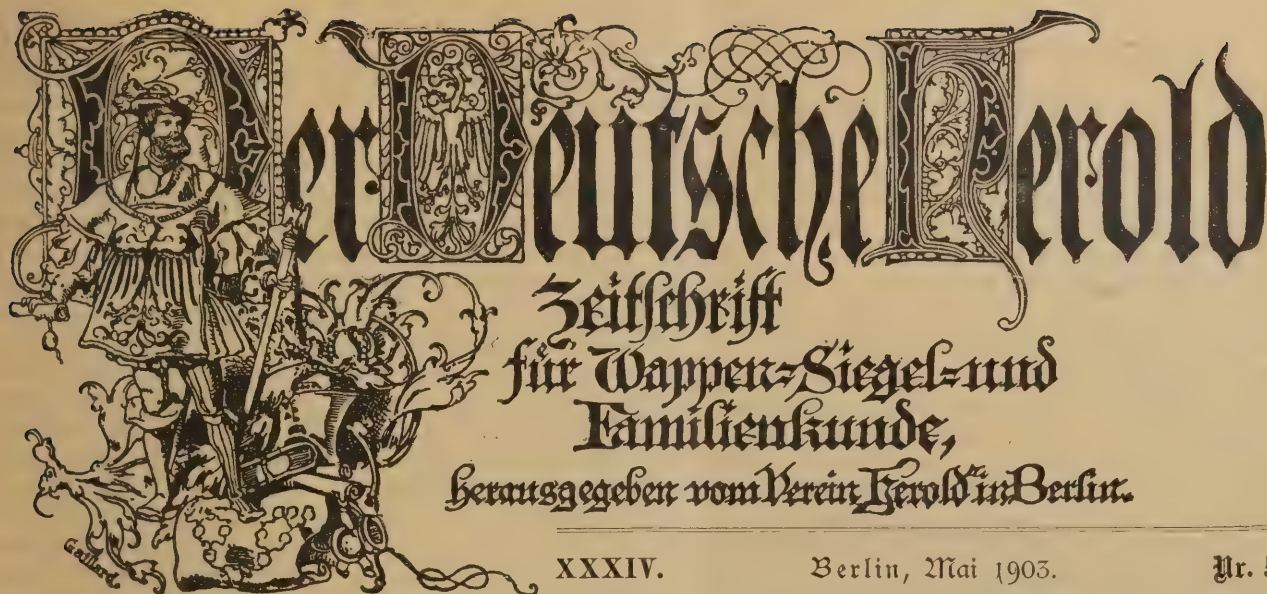 Der Deutsche Herold
Zeitschrift
für Wappen-Siegel-und
Familienkunde,
herausgegeben vom Verein „Herold“ in Berlin.
XXXIV.
Berlin, Mai 1903.
Nr. 5
Gaillard